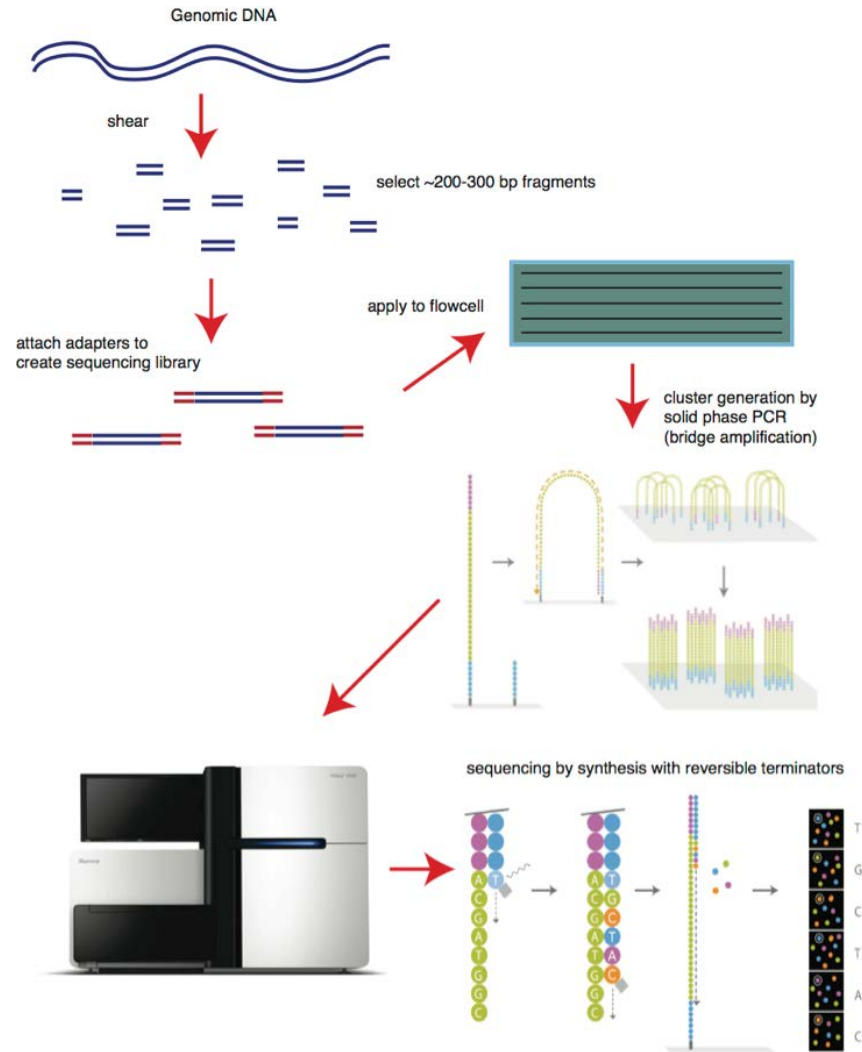 Genomic DNA
shear
select ~200-300 bp fragments
apply to flowcell
attach adapters to
create sequencing library
cluster generation by
solid phase PCR
(bridge amplification)
sequencing by synthesis with reversible terminators
A T
C
G
A
T
G
G
C
A T
C G
G C
A T
T A
G C
G
C
T
G
C
T
A
C